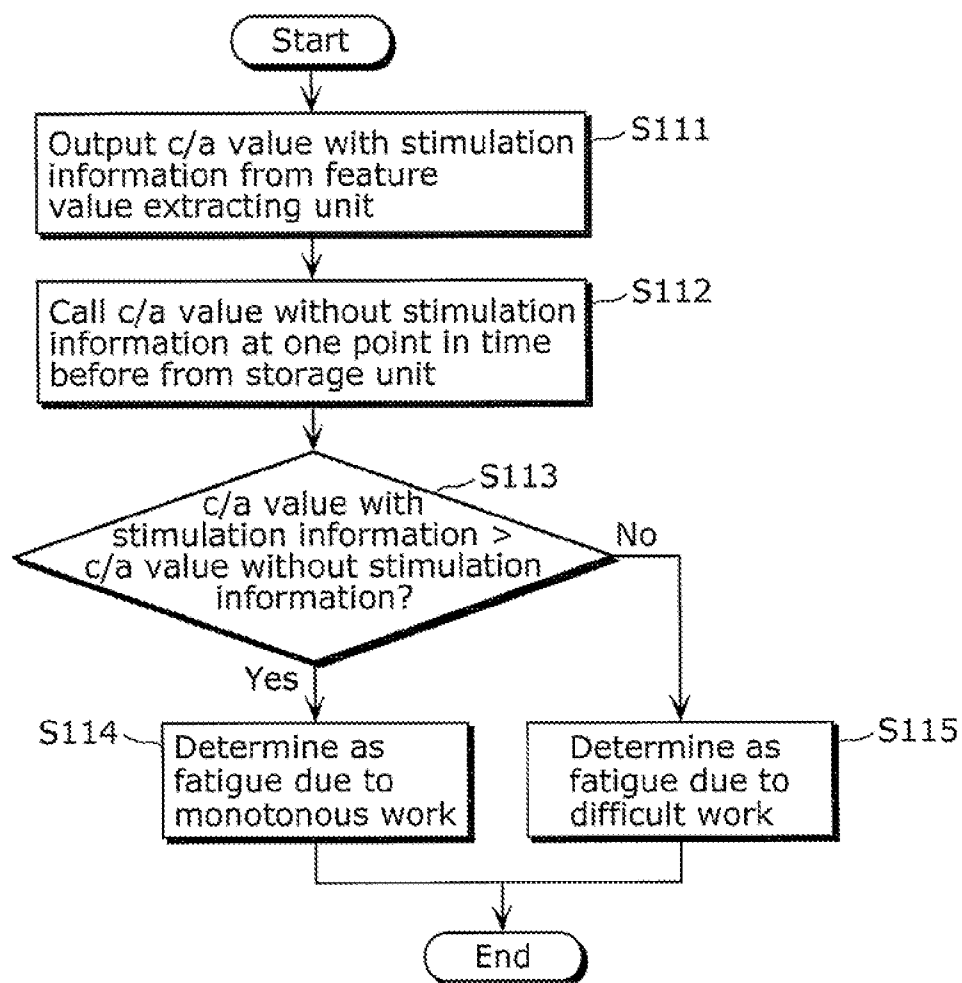 Start
S111
Output c/a value with stimulation
information from feature
value extracting unit
S112
Call c/a value without stimulation
information at one point in time
before from storage unit
S113
c/a value with
stimulation information >
c/a value without stimulation
information?
No
Yes
S114
Determine as
fatigue due to
monotonous work
S115
Determine as
fatigue due to
difficult work
End